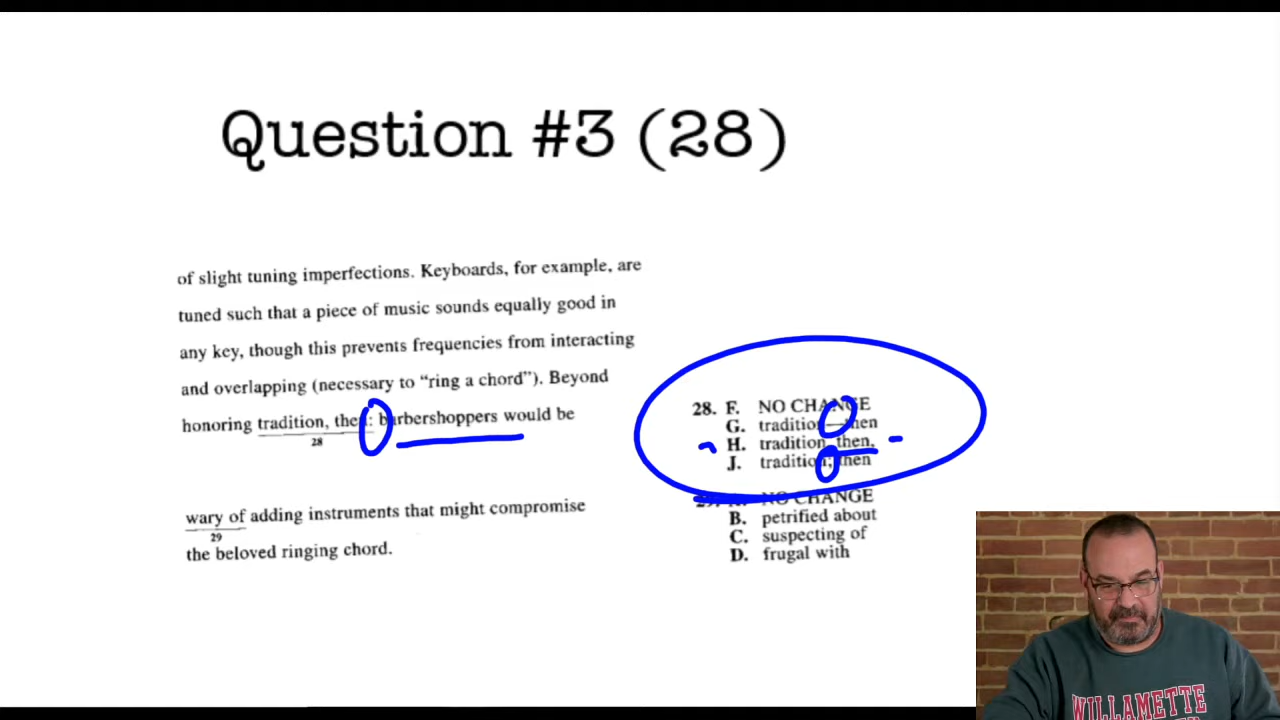 Question #3 (28)
of slight tuning imperfections. Keyboards, for example, are
tuned such that a piece of music sounds equally good in
any key, though this prevents frequencies from interacting
and overlapping (necessary to “ring a chord”). Beyond
honoring tradition, then: barbershoppers would be
28
wary of adding instruments that might compromise
29
the beloved ringing chord.
28. F. NO CHANGE
G. tradition—then
H. tradition, then,
J. tradition; then
29. A. NO CHANGE
B. petrified about
C. suspecting of
D. frugal with
WILLAMETTE